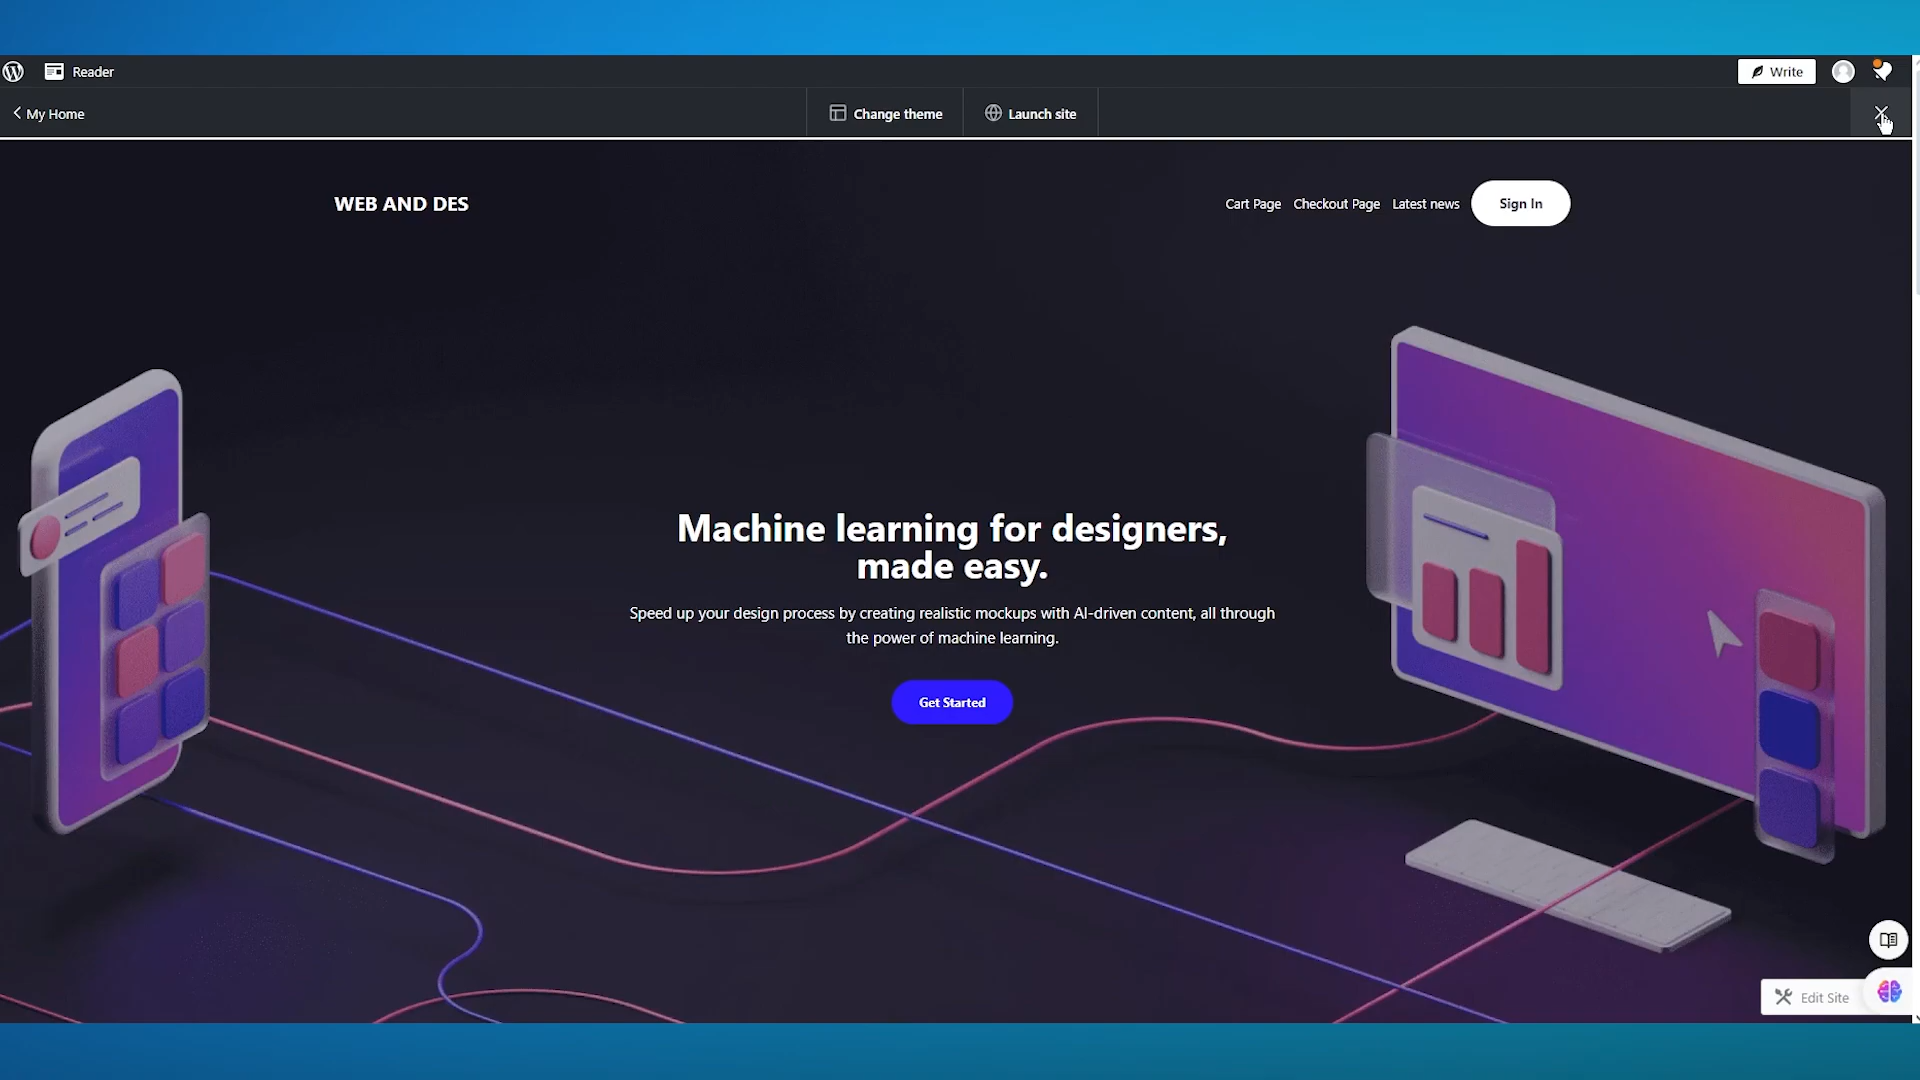 Reader
Write
My Home
Change theme
Launch site
WEB AND DES
Cart Page
Checkout Page
Latest news
Sign In
Machine learning for designers,
made easy.
Speed up your design process by creating realistic mockups with AI-driven content, all through
the power of machine learning.
Get Started
Edit Site